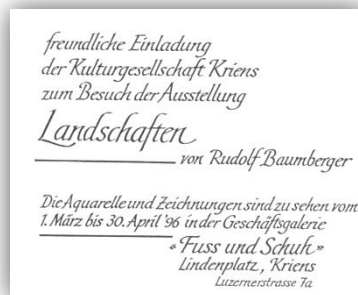 freundliche Einladung
der Kulturgesellschaft Kriens
zum Besuch der Ausstellung
Landschaften
von Rudolf Baumberger
Die Aquarelle und Zeichnungen sind zu sehen vom
1. März bis 30. April '96 in der Geschäftsgalerie
« Fuss und Schuh »
Lindenplatz, Kriens
Luzernerstrasse 7a